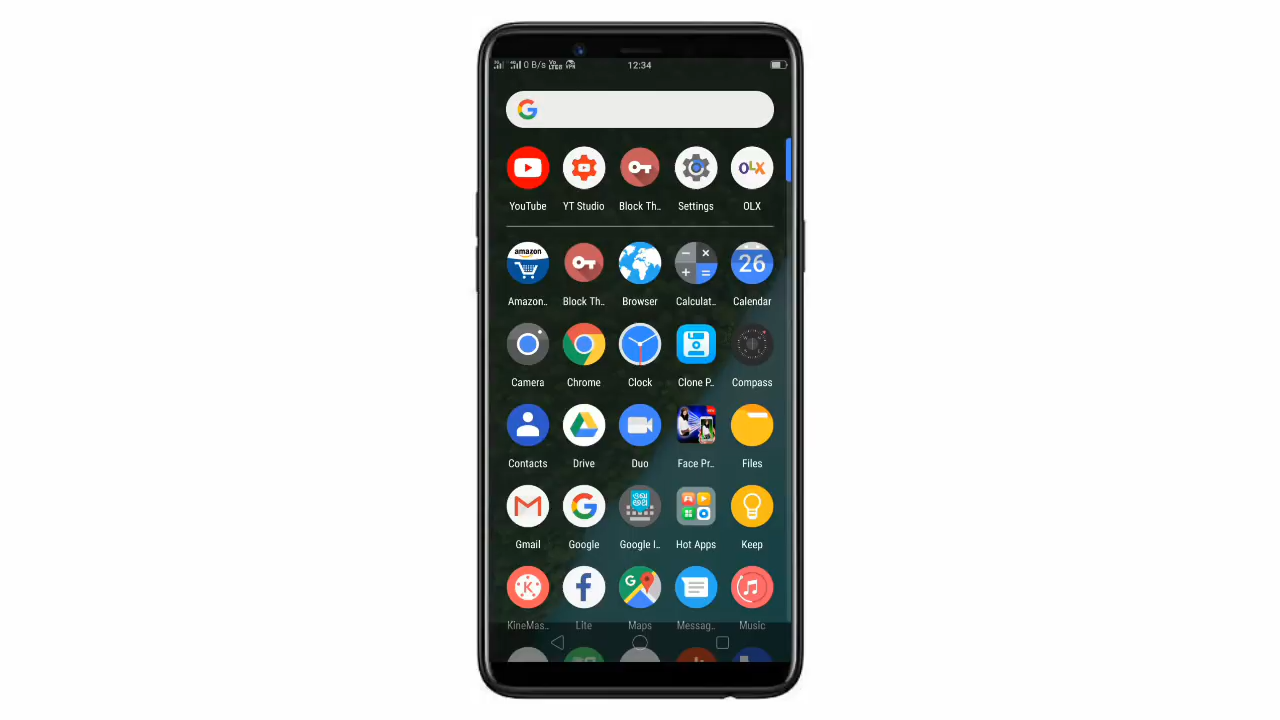 0 B/s 12:34
YouTube YT Studio Block Th.. Settings OLX
amazon 26
Amazon.. Block Th.. Browser Calculat.. Calendar
Camera Chrome Clock Clone P.. Compass
Contacts Drive Duo Face Pr.. Files
Gmail Google Google I.. Hot Apps Keep
KineMas.. Lite Maps Messag.. Music